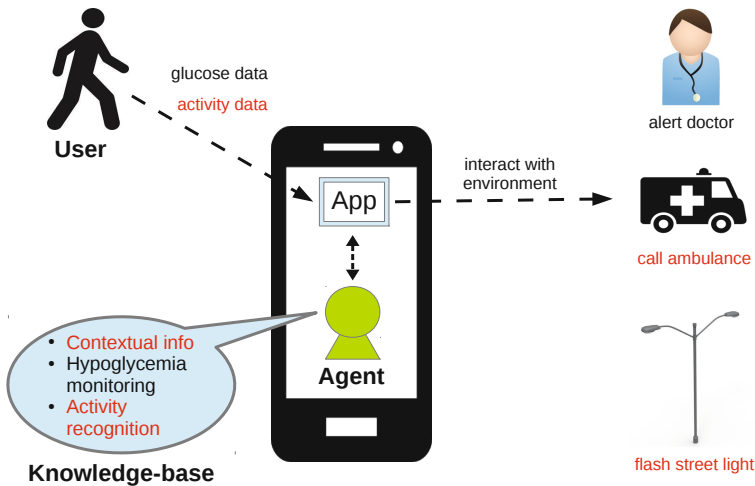 glucose data
activity data
User
App
interact with
environment
alert doctor
call ambulance
flash street light
Agent
• Contextual info
• Hypoglycemia
monitoring
• Activity
recognition
Knowledge-base